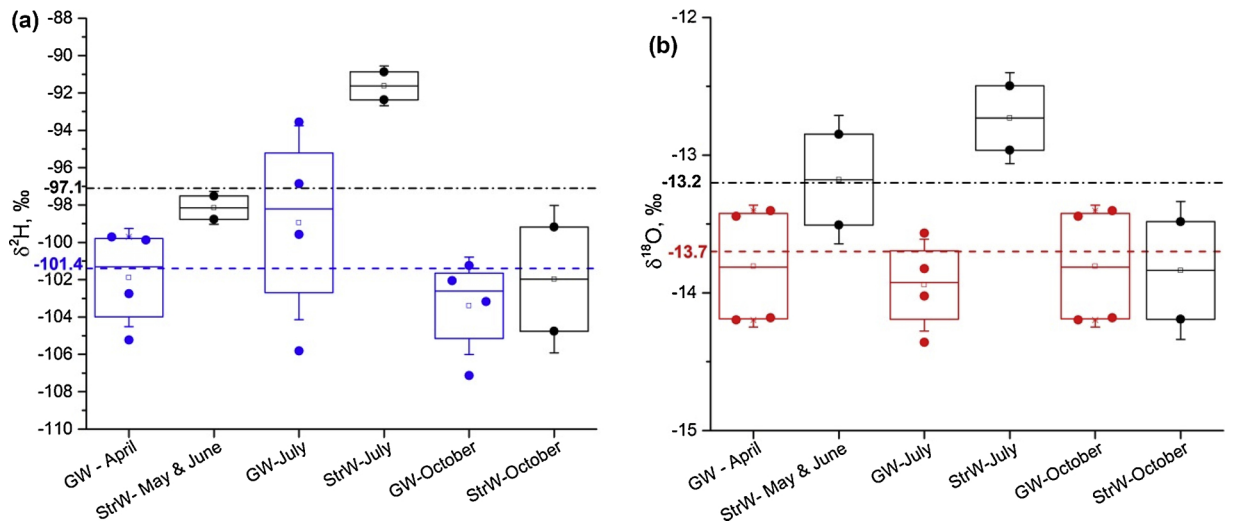 (a)
-88
-90
-92
-94
-96
-97.1
-98
-100
-101.4
-102
-104
-106
-108
-110
δ²H, ‰
GW - April
StrW- May & June
GW-July
StrW-July
GW-October
StrW-October
(b)
-12
-13
-13.2
-13.7
-14
-15
δ¹⁸O, ‰
GW - April
StrW- May & June
GW-July
StrW-July
GW-October
StrW-October